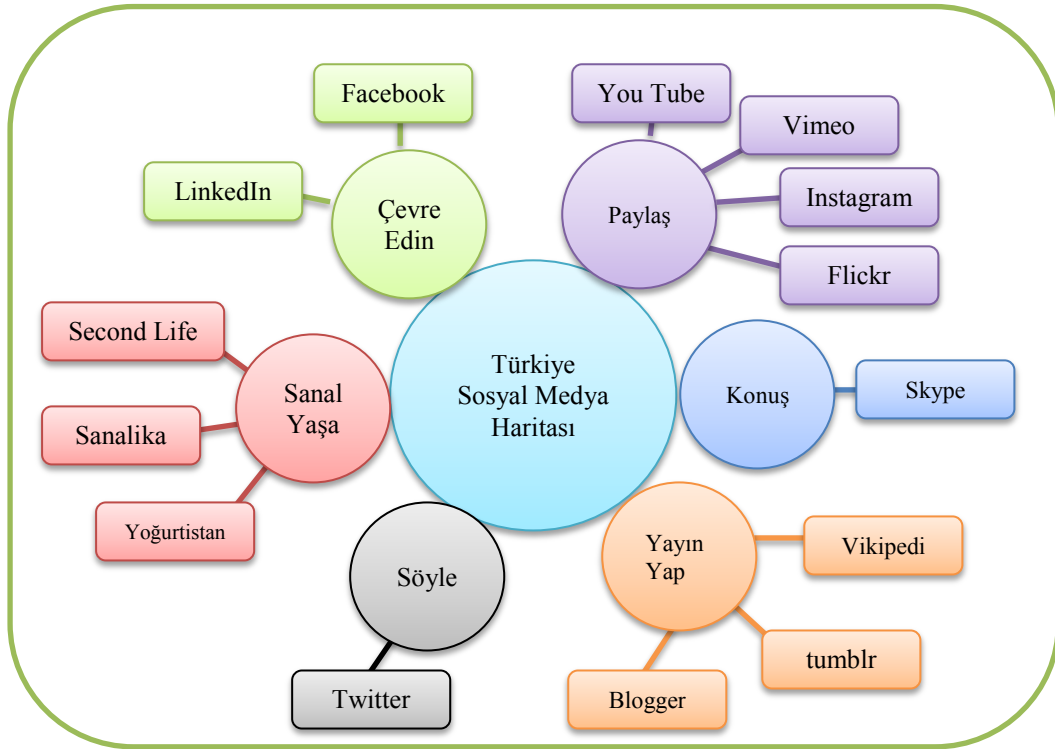 Facebook
LinkedIn
Çevre
Edin
You Tube
Vimeo
Instagram
Flickr
Paylaş
Second Life
Sanalika
Yoğurtistan
Sanal
Yaşa
Türkiye
Sosyal Medya
Haritası
Konuş
Skype
Söyle
Twitter
Yayın
Yap
Vikipedi
tumblr
Blogger